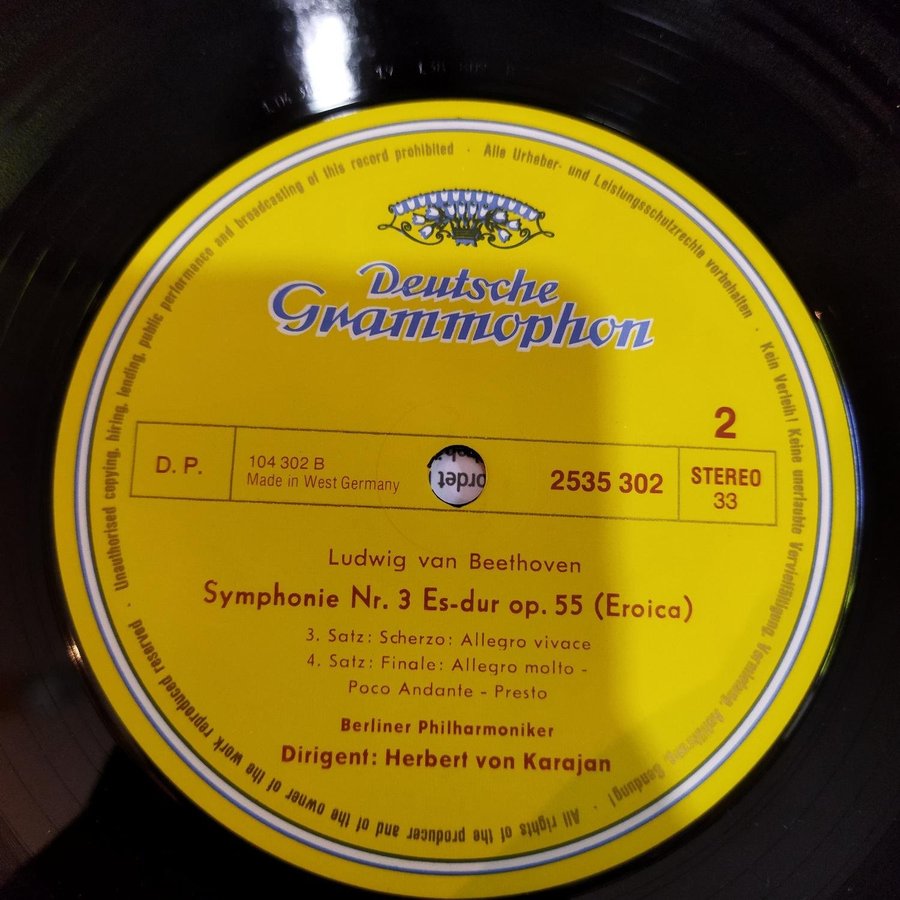 Deutsche
Grammophon
2
D. P.
104 302 B
Made in West Germany
2535 302
STEREO
33
Ludwig van Beethoven
Symphonie Nr. 3 Es-dur op. 55 (Eroica)
3. Satz: Scherzo: Allegro vivace
4. Satz: Finale: Allegro molto -
Poco Andante - Presto
Berliner Philharmoniker
Dirigent: Herbert von Karajan
Alle Urheber- und Leistungsschutzrechte vorbehalten · Kein Verleih! Keine unerlaubte Vervielfältigung, Vermietung, Aufführung, Sendung! ·
All rights of the producer and of the owner of the work reproduced reserved · Unauthorised copying, hiring, lending, public performance and broadcasting of this record prohibited ·